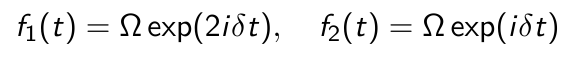 f₁(t) = Ω exp(2iδt), f₂(t) = Ω exp(iδt)